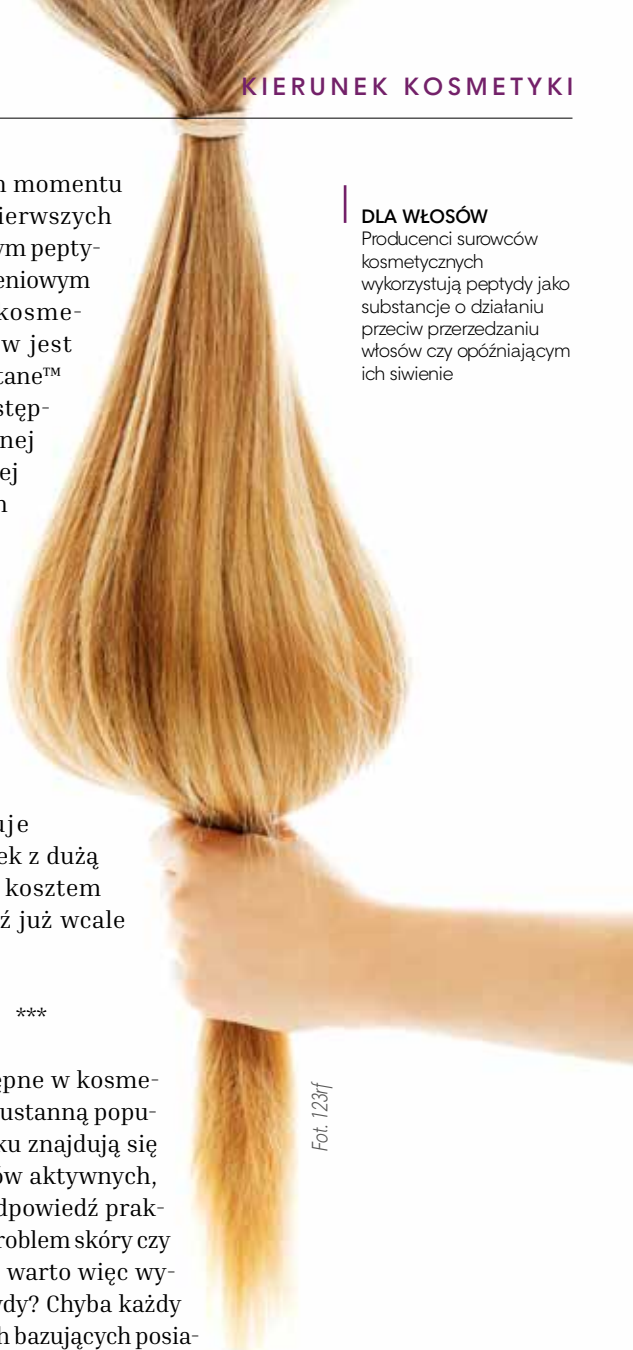 KIERUNEK KOSMETYKI
momentu
ierwszych
ym pepty-
eniowym
kosme-
w jest
tane™
stęp-
nej
ej
DLA WŁOSÓW
Producenci surowców
kosmetycznych
wykorzystują peptydy jako
substancje o działaniu
przeciw przerzedzaniu
włosów czy opóźniającym
ich siwienie
uje
ek z dużą
kosztem
ź już wcale
***
ępne w kosme-
ustanną popu-
ku znajdują się
ów aktywnych,
dpowiedź prak-
roblem skóry czy
warto więc wy-
ydy? Chyba każdy
h bazujących posia-
Fot. 123rf